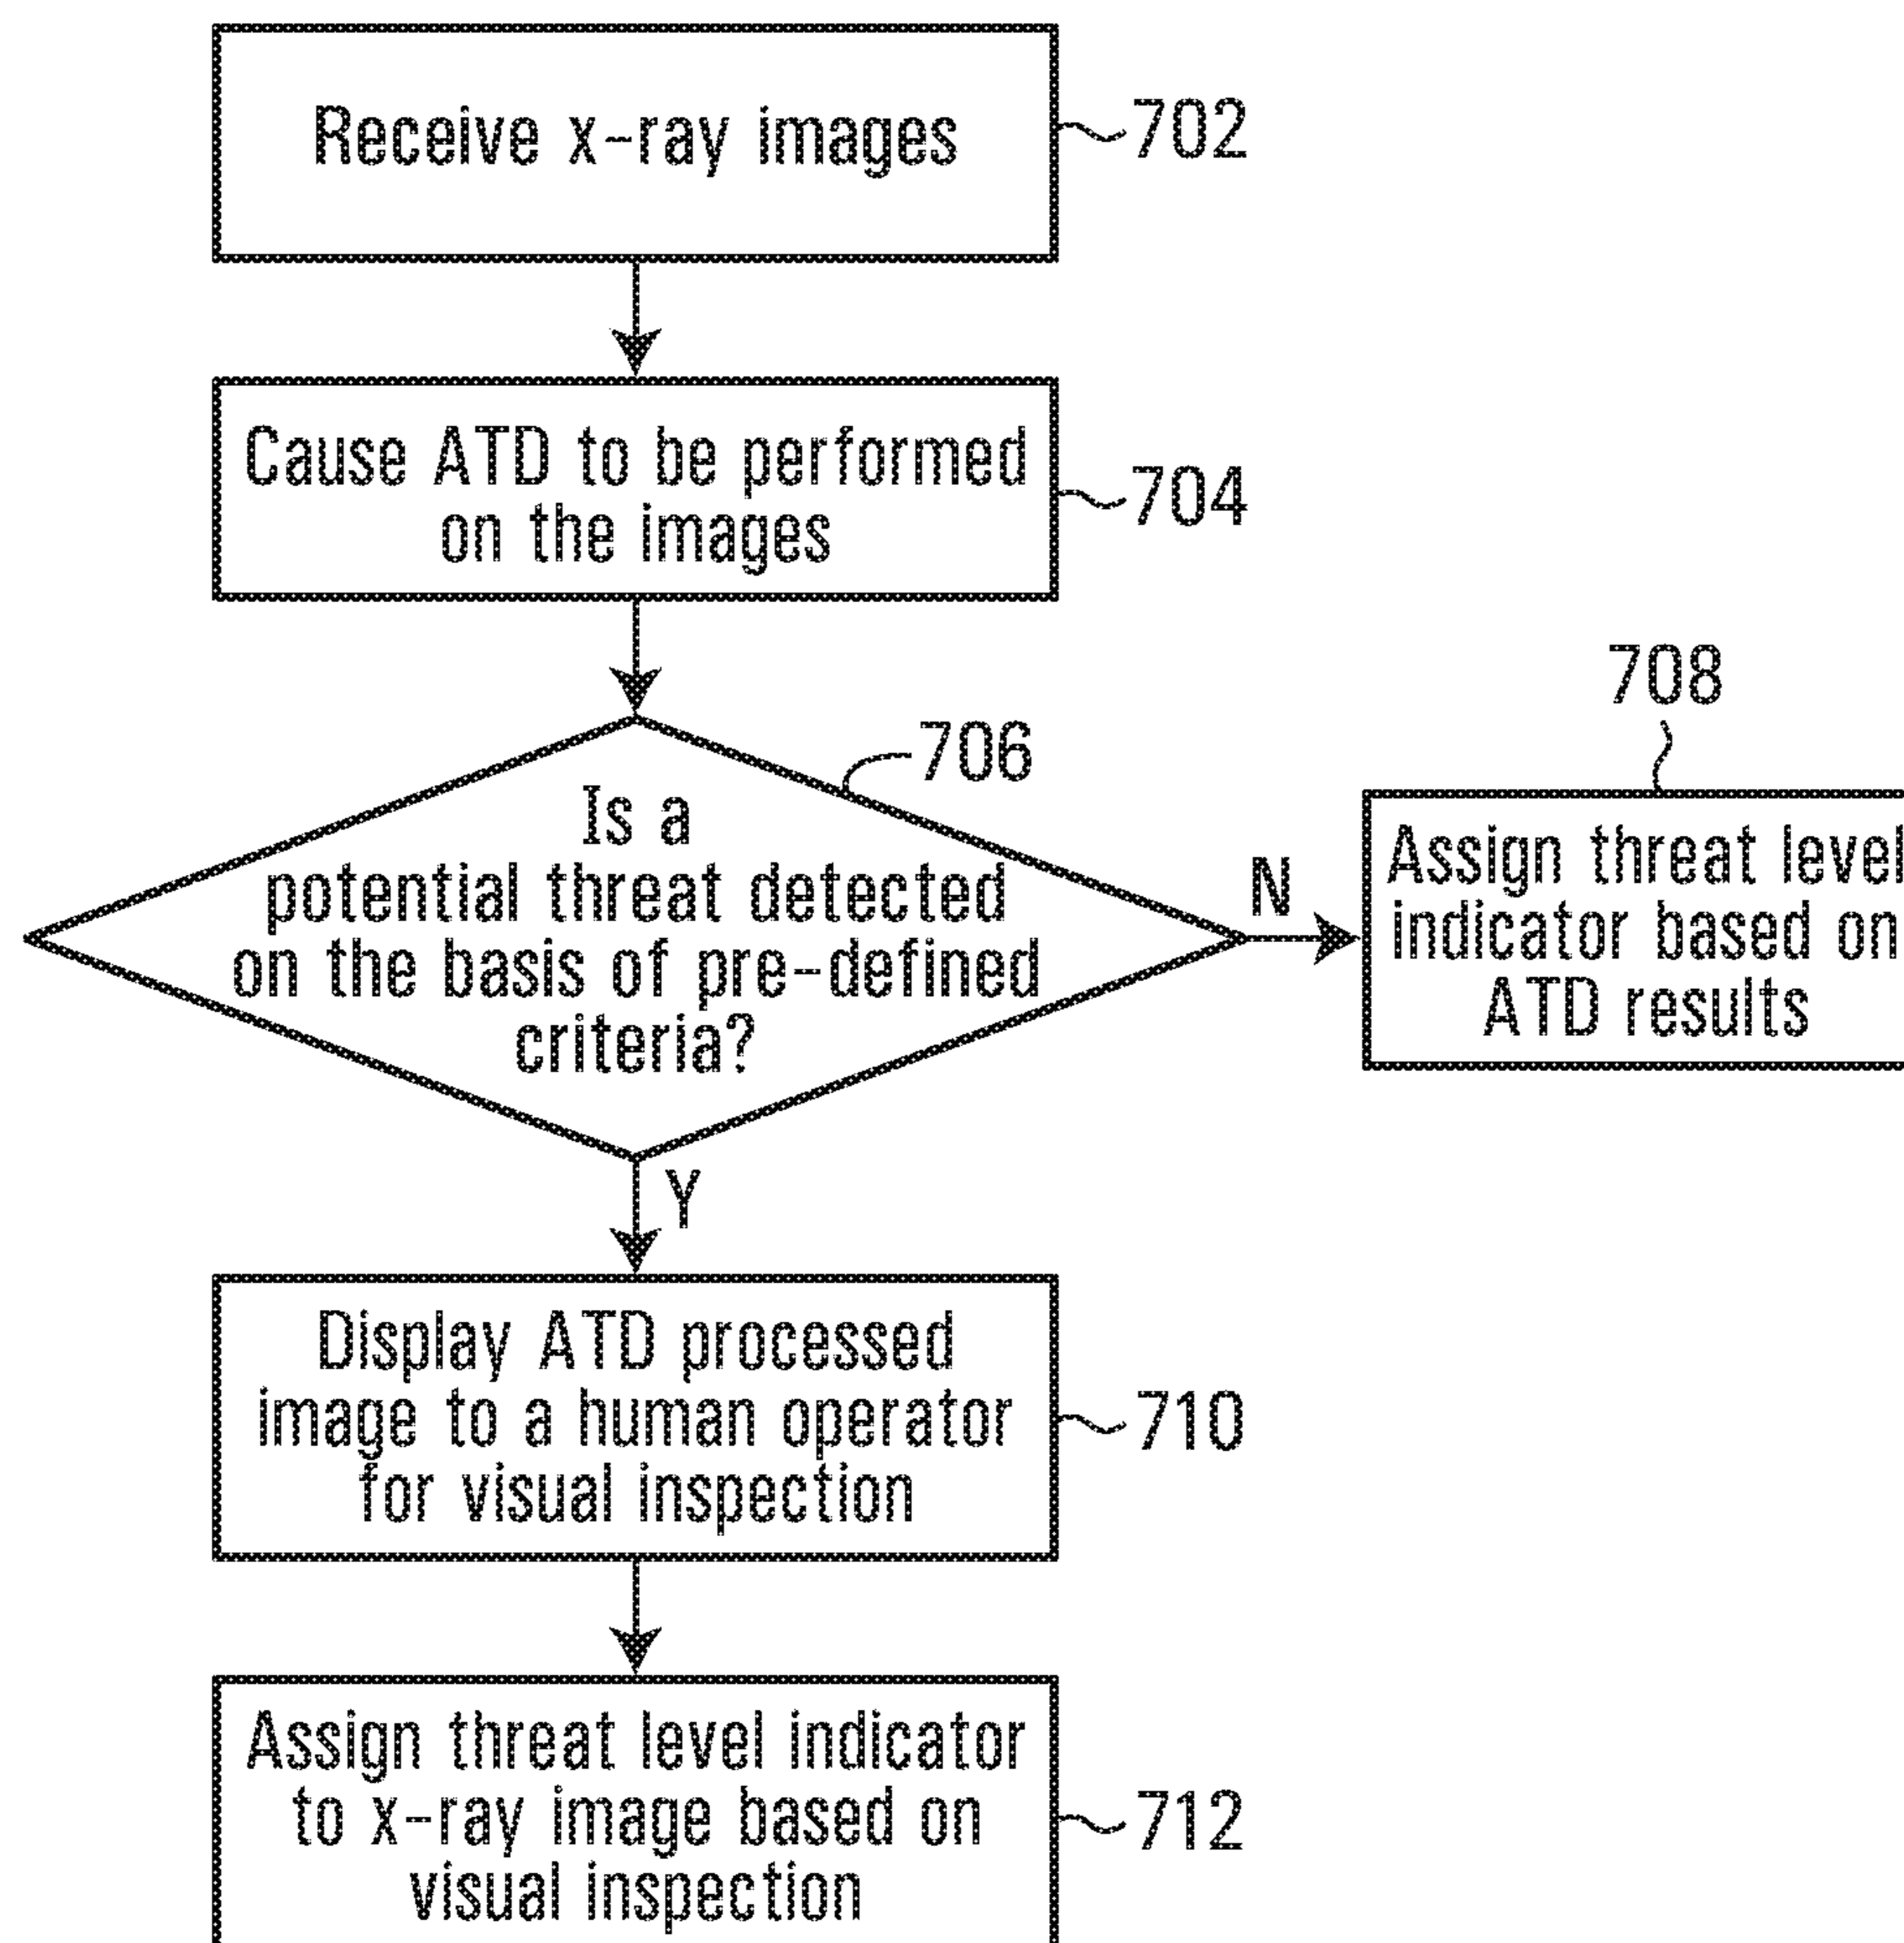 Receive x-ray images
702
Cause ATD to be performed
on the images
704
706
Is a
potential threat detected
on the basis of pre-defined
criteria?
N
708
Assign threat level
indicator based on
ATD results
Y
Display ATD processed
image to a human operator
for visual inspection
710
Assign threat level indicator
to x-ray image based on
visual inspection
712